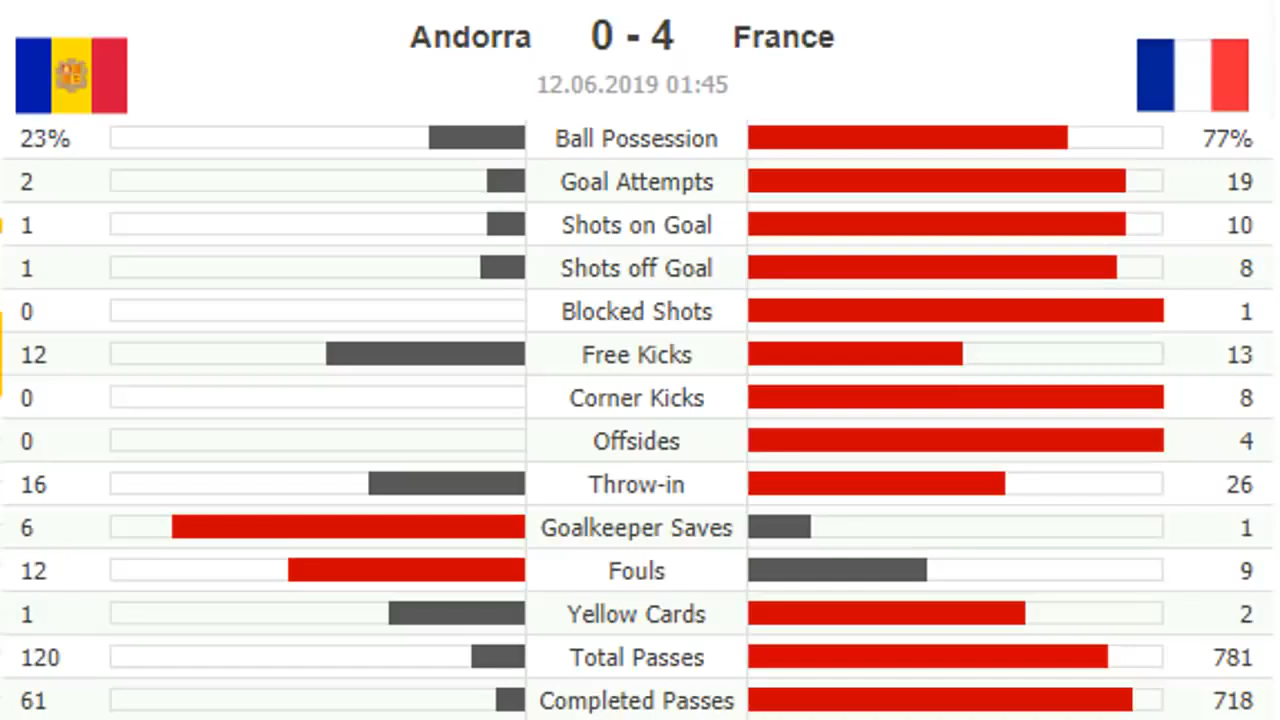 Andorra 0 - 4 France
12.06.2019 01:45
23% Ball Possession 77%
2 Goal Attempts 19
1 Shots on Goal 10
1 Shots off Goal 8
0 Blocked Shots 1
12 Free Kicks 13
0 Corner Kicks 8
0 Offsides 4
16 Throw-in 26
6 Goalkeeper Saves 1
12 Fouls 9
1 Yellow Cards 2
120 Total Passes 781
61 Completed Passes 718